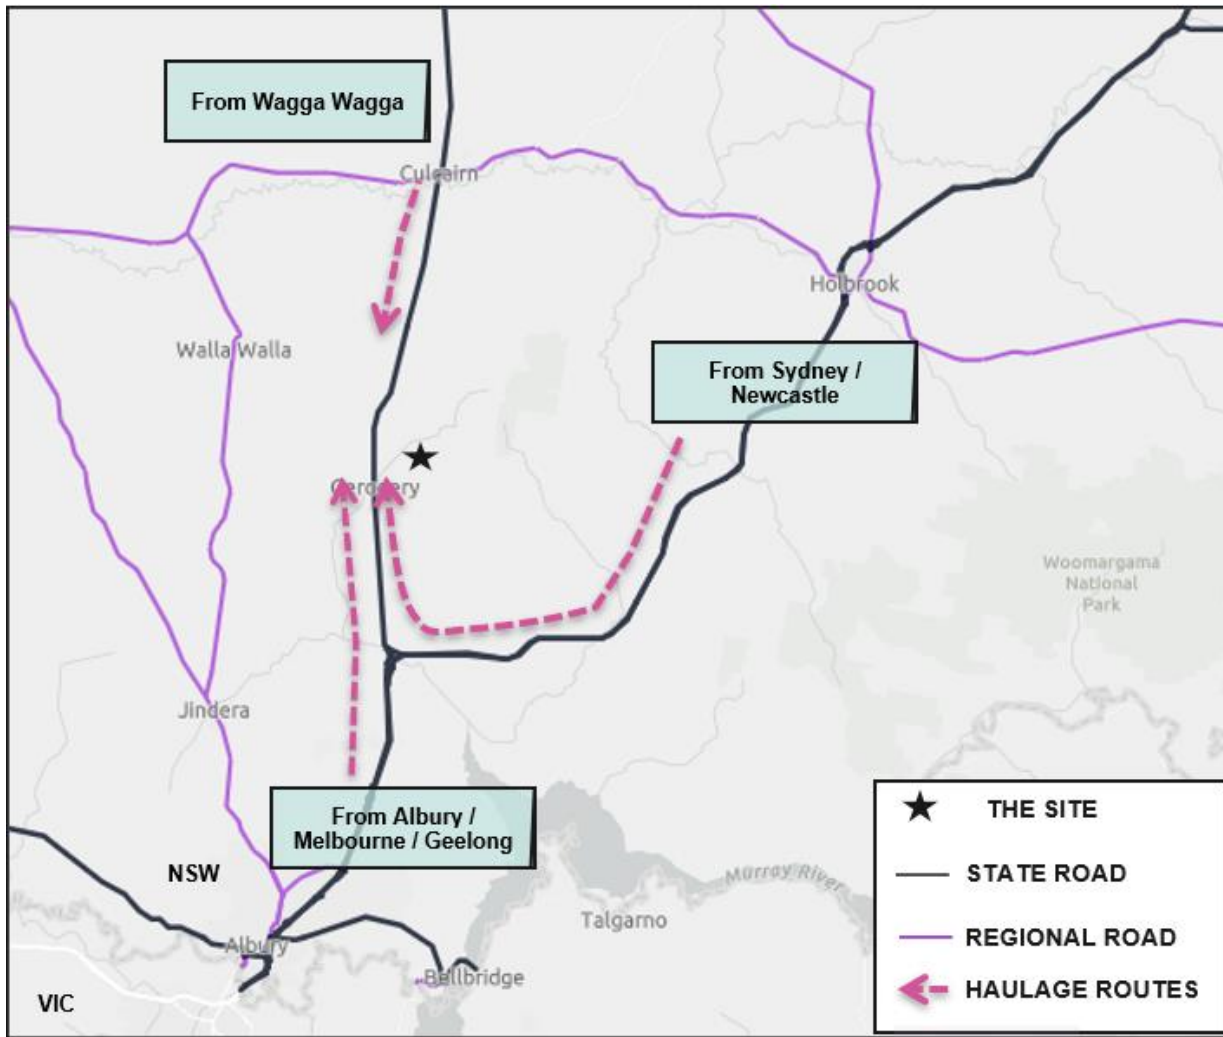 From Wagga Wagga
Culcairn
Holbrook
Walla Walla
From Sydney /
Newcastle
Gerogery
Woomargama
National
Park
Jindera
From Albury /
Melbourne / Geelong
THE SITE
NSW
STATE ROAD
Murray River
Talgarno
REGIONAL ROAD
Albury
Bellbridge
HAULAGE ROUTES
VIC